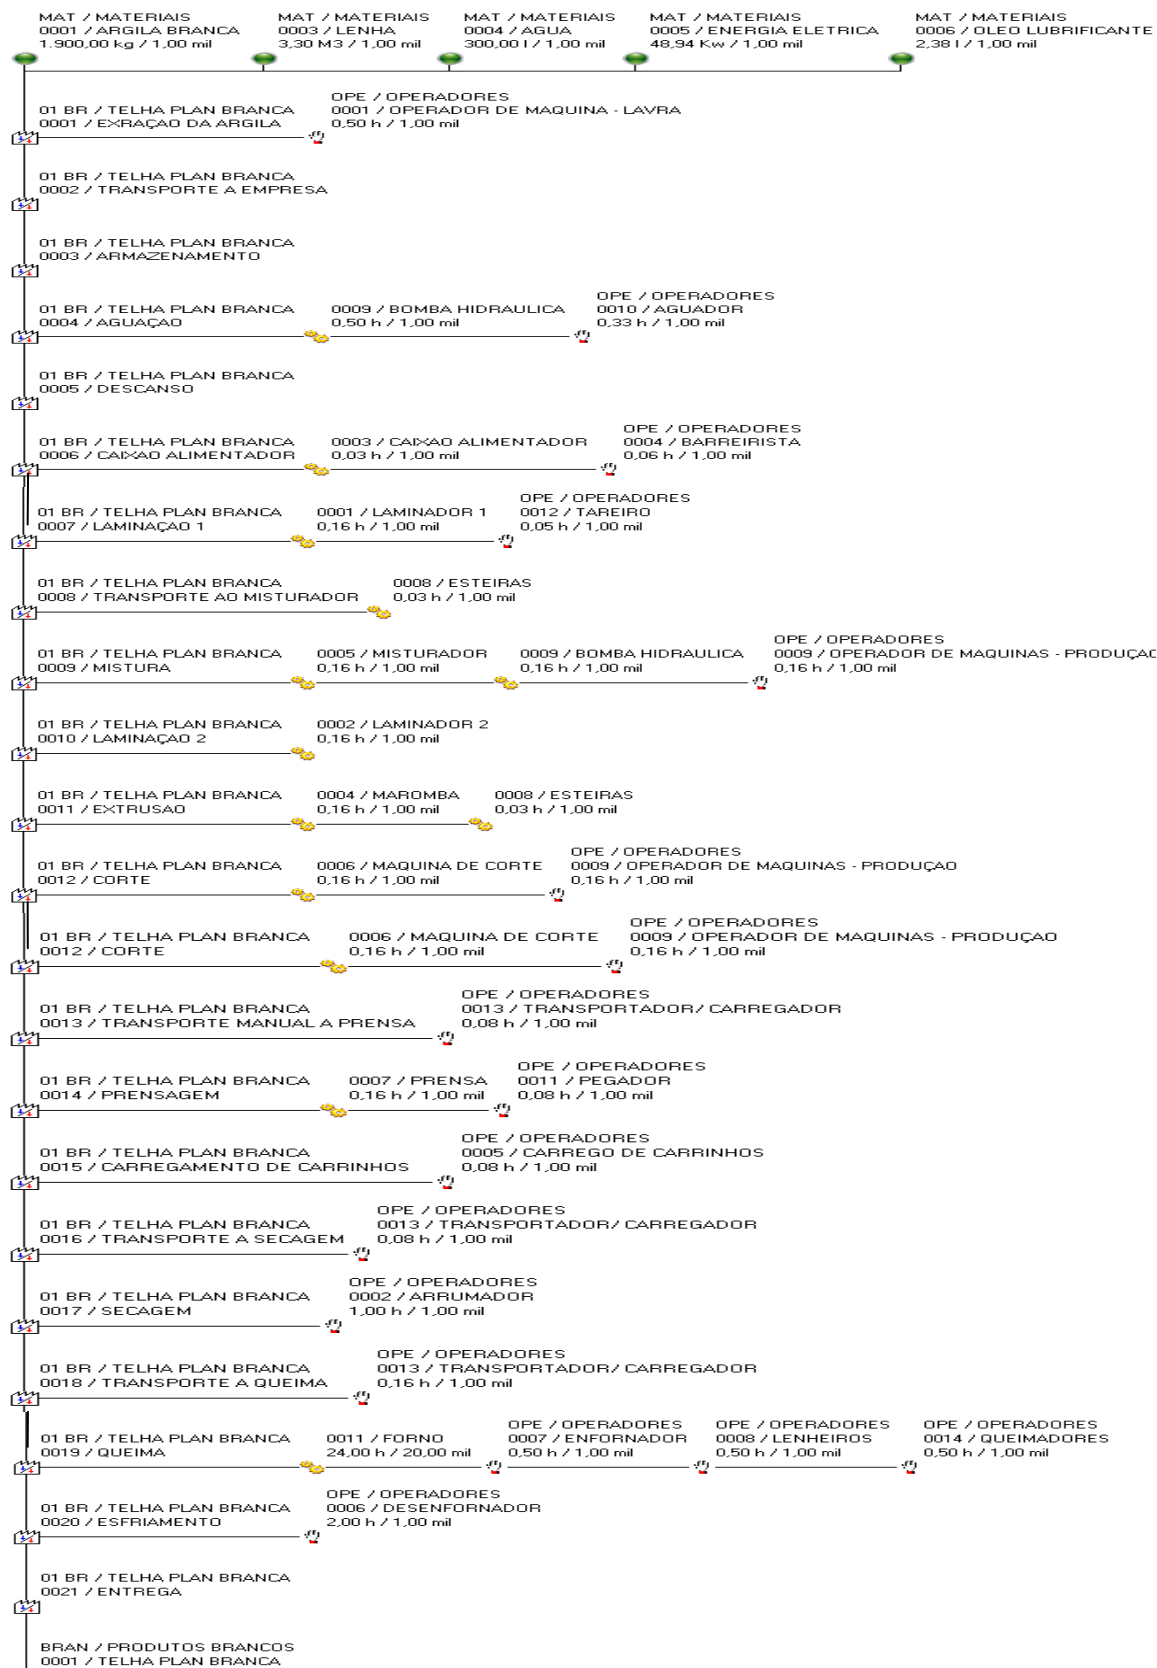 MAT / MATERIAIS
0001 / ARGILA BRANCA
1.900,00 kg / 1,00 mil
MAT / MATERIAIS
0003 / LENHA
3,30 M3 / 1,00 mil
MAT / MATERIAIS
0004 / AGUA
300,00 l / 1,00 mil
MAT / MATERIAIS
0005 / ENERGIA ELETRICA
48,94 Kw / 1,00 mil
MAT / MATERIAIS
0006 / OLEO LUBRIFICANTE
2,38 l / 1,00 mil
01 BR / TELHA PLAN BRANCA
0001 / EXRAÇAO DA ARGILA
OPE / OPERADORES
0001 / OPERADOR DE MAQUINA - LAVRA
0,50 h / 1,00 mil
01 BR / TELHA PLAN BRANCA
0002 / TRANSPORTE A EMPRESA
01 BR / TELHA PLAN BRANCA
0003 / ARMAZENAMENTO
01 BR / TELHA PLAN BRANCA
0004 / AGUAÇAO
0009 / BOMBA HIDRAULICA
0,50 h / 1,00 mil
OPE / OPERADORES
0010 / AGUADOR
0,33 h / 1,00 mil
01 BR / TELHA PLAN BRANCA
0005 / DESCANSO
01 BR / TELHA PLAN BRANCA
0006 / CAIXAO ALIMENTADOR
0003 / CAIXAO ALIMENTADOR
0,03 h / 1,00 mil
OPE / OPERADORES
0004 / BARREIRISTA
0,06 h / 1,00 mil
01 BR / TELHA PLAN BRANCA
0007 / LAMINAÇAO 1
0001 / LAMINADOR 1
0,16 h / 1,00 mil
OPE / OPERADORES
0012 / TAREIRO
0,05 h / 1,00 mil
01 BR / TELHA PLAN BRANCA
0008 / TRANSPORTE AO MISTURADOR
0008 / ESTEIRAS
0,03 h / 1,00 mil
01 BR / TELHA PLAN BRANCA
0009 / MISTURA
0005 / MISTURADOR
0,16 h / 1,00 mil
0009 / BOMBA HIDRAULICA
0,16 h / 1,00 mil
OPE / OPERADORES
0009 / OPERADOR DE MAQUINAS - PRODUÇAO
0,16 h / 1,00 mil
01 BR / TELHA PLAN BRANCA
0010 / LAMINAÇAO 2
0002 / LAMINADOR 2
0,16 h / 1,00 mil
01 BR / TELHA PLAN BRANCA
0011 / EXTRUSAO
0004 / MAROMBA
0,16 h / 1,00 mil
0008 / ESTEIRAS
0,03 h / 1,00 mil
01 BR / TELHA PLAN BRANCA
0012 / CORTE
0006 / MAQUINA DE CORTE
0,16 h / 1,00 mil
OPE / OPERADORES
0009 / OPERADOR DE MAQUINAS - PRODUÇAO
0,16 h / 1,00 mil
01 BR / TELHA PLAN BRANCA
0012 / CORTE
0006 / MAQUINA DE CORTE
0,16 h / 1,00 mil
OPE / OPERADORES
0009 / OPERADOR DE MAQUINAS - PRODUÇAO
0,16 h / 1,00 mil
01 BR / TELHA PLAN BRANCA
0013 / TRANSPORTE MANUAL A PRENSA
OPE / OPERADORES
0013 / TRANSPORTADOR/ CARREGADOR
0,08 h / 1,00 mil
01 BR / TELHA PLAN BRANCA
0014 / PRENSAGEM
0007 / PRENSA
0,16 h / 1,00 mil
OPE / OPERADORES
0011 / PEGADOR
0,08 h / 1,00 mil
01 BR / TELHA PLAN BRANCA
0015 / CARREGAMENTO DE CARRINHOS
OPE / OPERADORES
0005 / CARREGO DE CARRINHOS
0,08 h / 1,00 mil
01 BR / TELHA PLAN BRANCA
0016 / TRANSPORTE A SECAGEM
OPE / OPERADORES
0013 / TRANSPORTADOR/ CARREGADOR
0,08 h / 1,00 mil
01 BR / TELHA PLAN BRANCA
0017 / SECAGEM
OPE / OPERADORES
0002 / ARRUMADOR
1,00 h / 1,00 mil
01 BR / TELHA PLAN BRANCA
0018 / TRANSPORTE A QUEIMA
OPE / OPERADORES
0013 / TRANSPORTADOR/ CARREGADOR
0,16 h / 1,00 mil
01 BR / TELHA PLAN BRANCA
0019 / QUEIMA
0011 / FORNO
24,00 h / 20,00 mil
OPE / OPERADORES
0007 / ENFORNADOR
0,50 h / 1,00 mil
OPE / OPERADORES
0008 / LENHEIROS
0,50 h / 1,00 mil
OPE / OPERADORES
0014 / QUEIMADORES
0,50 h / 1,00 mil
01 BR / TELHA PLAN BRANCA
0020 / ESFRIAMENTO
OPE / OPERADORES
0006 / DESENFORNADOR
2,00 h / 1,00 mil
01 BR / TELHA PLAN BRANCA
0021 / ENTREGA
BRAN / PRODUTOS BRANCOS
0001 / TELHA PLAN BRANCA